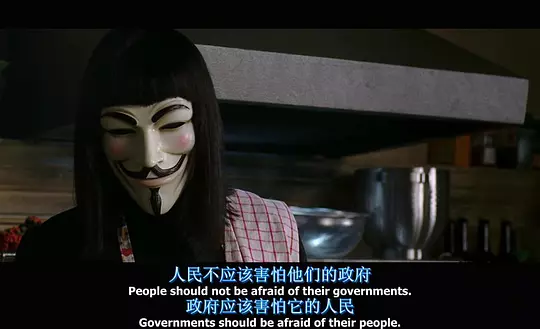 人民不应该害怕他们的政府
People should not be afraid of their governments.
政府应该害怕它的人民
Governments should be afraid of their people.